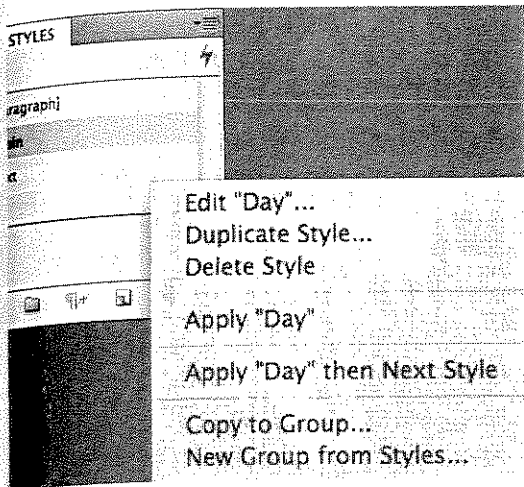 STYLES
Edit "Day"...
Duplicate Style...
Delete Style
Apply "Day"
Apply "Day" then Next Style
Copy to Group...
New Group from Styles...